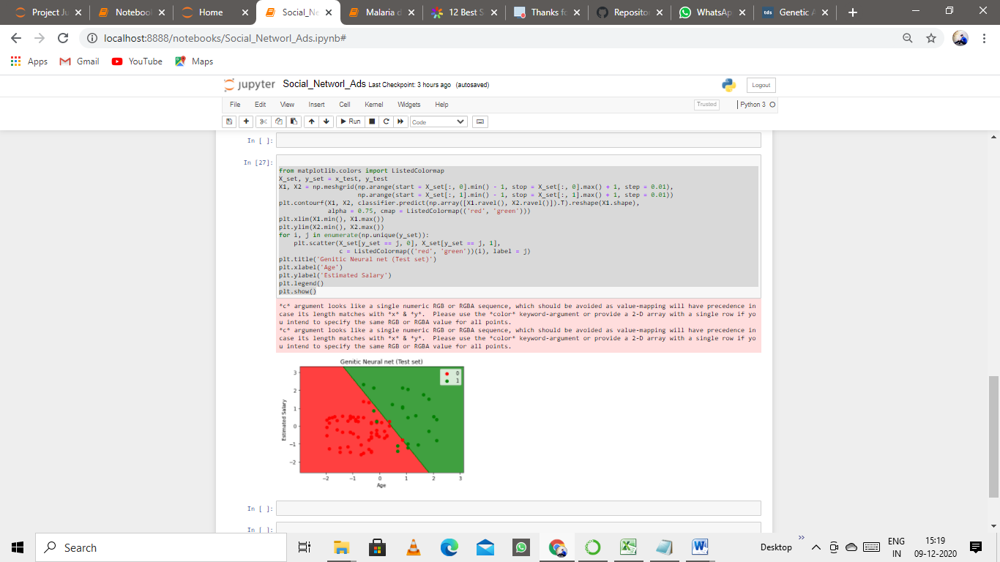 Project Ju
Noteboo
Home
Social_Ne
Malaria d
12 Best S
Thanks fo
Reposito
WhatsAp
tds Genetic A
localhost:8888/notebooks/Social_Networl_Ads.ipynb#
Apps
Gmail
YouTube
Maps
jupyter Social_Networl_Ads Last Checkpoint: 3 hours ago (autosaved)
Logout
File Edit View Insert Cell Kernel Widgets Help
Trusted
Python 3
Run
Code
In [ ]:
In [27]:
from matplotlib.colors import ListedColormap
X_set, y_set = x_test, y_test
X1, X2 = np.meshgrid(np.arange(start = X_set[:, 0].min() - 1, stop = X_set[:, 0].max() + 1, step = 0.01),
np.arange(start = X_set[:, 1].min() - 1, stop = X_set[:, 1].max() + 1, step = 0.01))
plt.contourf(X1, X2, classifier.predict(np.array([X1.ravel(), X2.ravel()]).T).reshape(X1.shape),
alpha = 0.75, cmap = ListedColormap(('red', 'green')))
plt.xlim(X1.min(), X1.max())
plt.ylim(X2.min(), X2.max())
for i, j in enumerate(np.unique(y_set)):
plt.scatter(X_set[y_set == j, 0], X_set[y_set == j, 1],
c = ListedColormap(('red', 'green'))(i), label = j)
plt.title('Genitic Neural net (Test set)')
plt.xlabel('Age')
plt.ylabel('Estimated Salary')
plt.legend()
plt.show()
*c* argument looks like a single numeric RGB or RGBA sequence, which should be avoided as value-mapping will have precedence in
case its length matches with *x* & *y*. Please use the *color* keyword-argument or provide a 2-D array with a single row if yo
u intend to specify the same RGB or RGBA value for all points.
*c* argument looks like a single numeric RGB or RGBA sequence, which should be avoided as value-mapping will have precedence in
case its length matches with *x* & *y*. Please use the *color* keyword-argument or provide a 2-D array with a single row if yo
u intend to specify the same RGB or RGBA value for all points.
Genitic Neural net (Test set)
0
1
3
2
1
0
−1
−2
Estimated Salary
−2 −1 0 1 2 3
Age
In [ ]:
In [ ]:
Search
Desktop
ENG
IN
15:19
09-12-2020